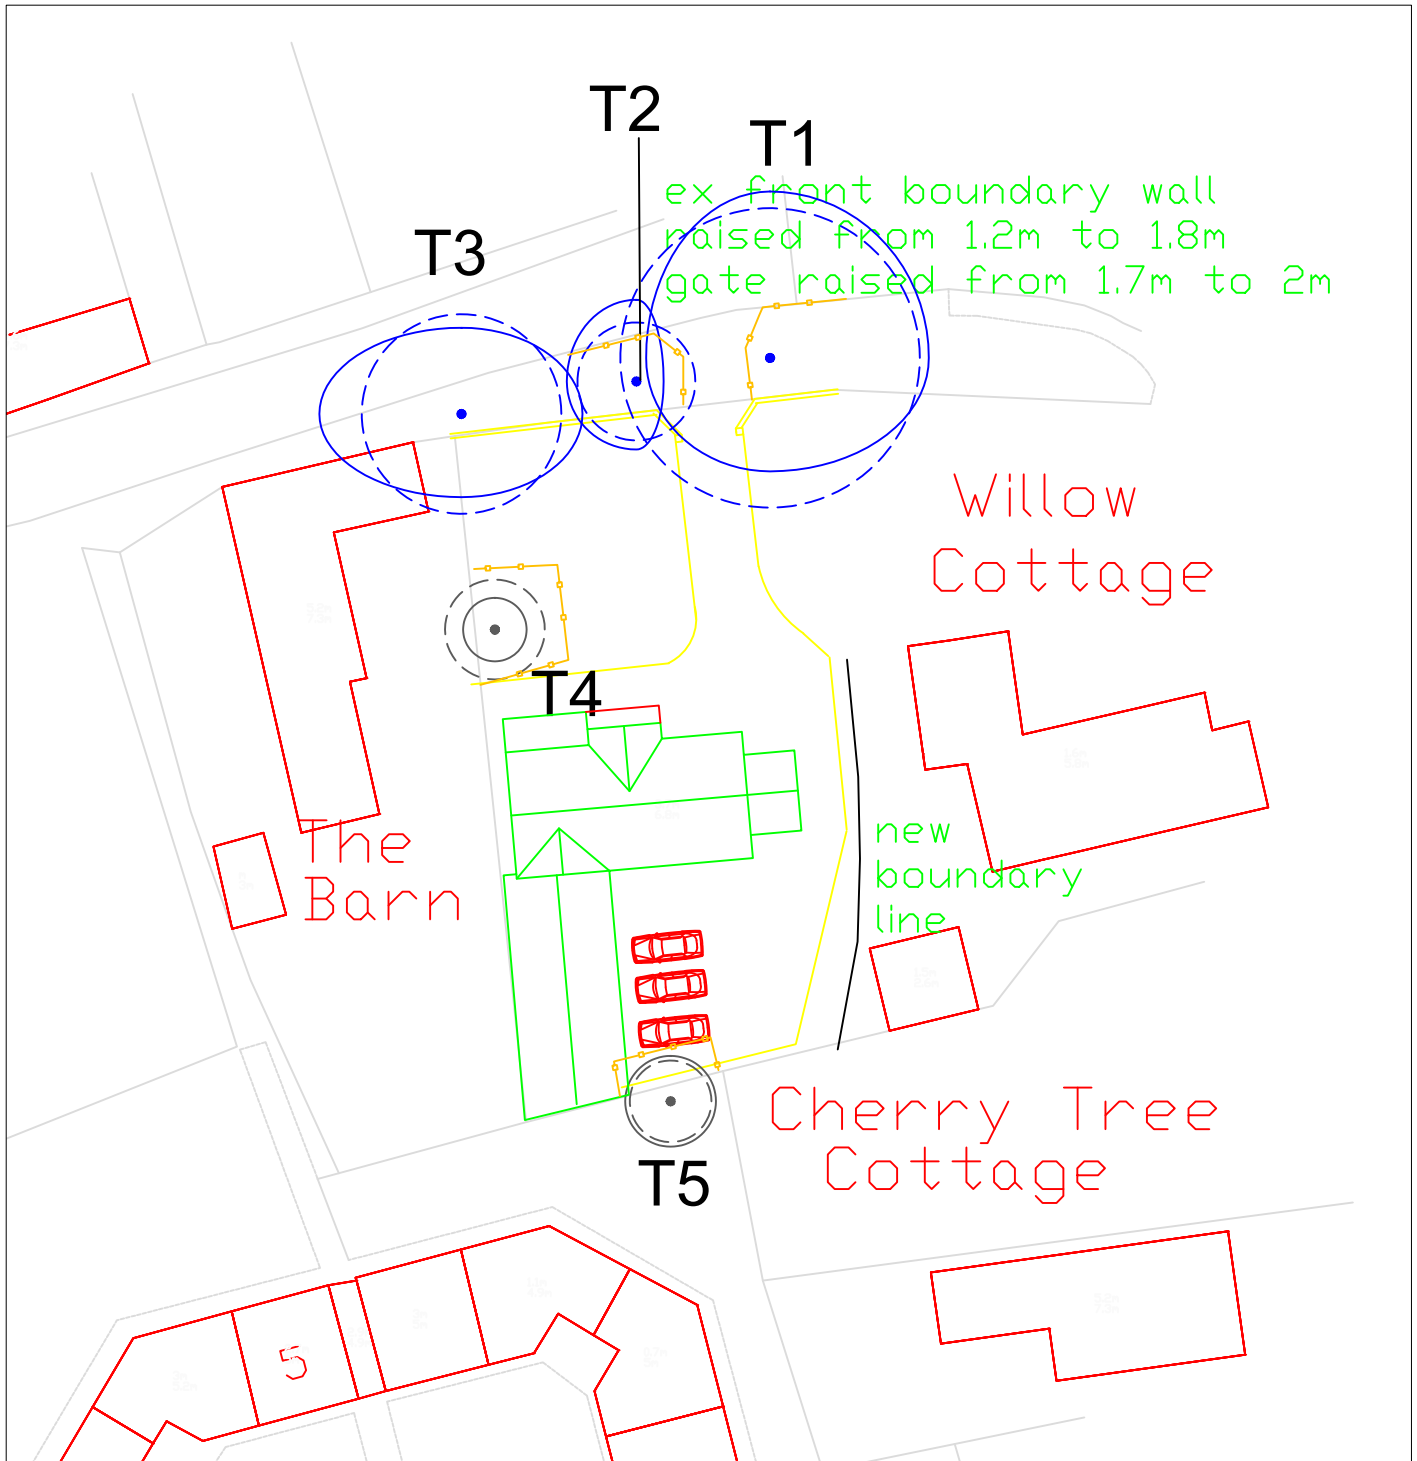 T2
T1
ex front boundary wall
raised from 1.2m to 1.8m
gate raised from 1.7m to 2m
T3
Willow
Cottage
T4
The
Barn
new
boundary
line
Cherry Tree
Cottage
T5
5